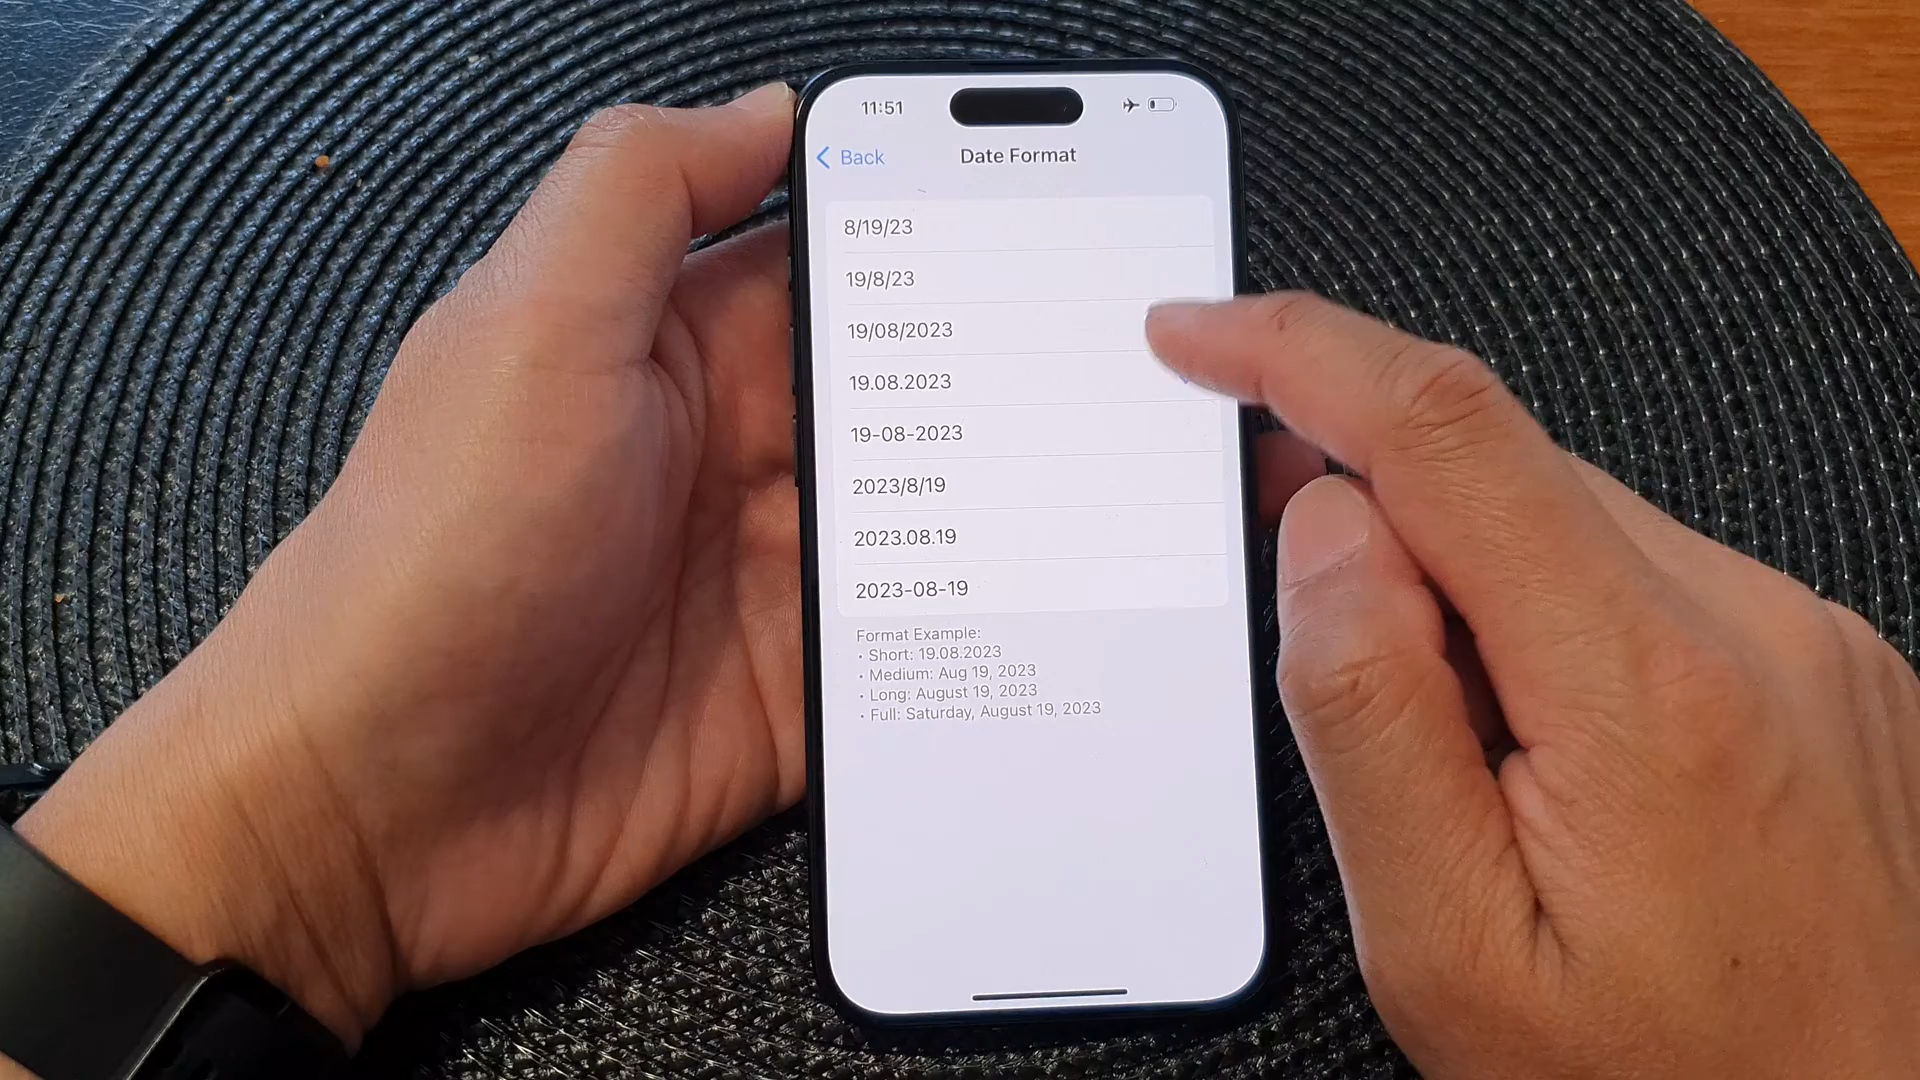 11:51
Back
Date Format
8/19/23
19/8/23
19/08/2023
19.08.2023
19-08-2023
2023/8/19
2023.08.19
2023-08-19
Format Example:
• Short: 19.08.2023
• Medium: Aug 19, 2023
• Long: August 19, 2023
• Full: Saturday, August 19, 2023